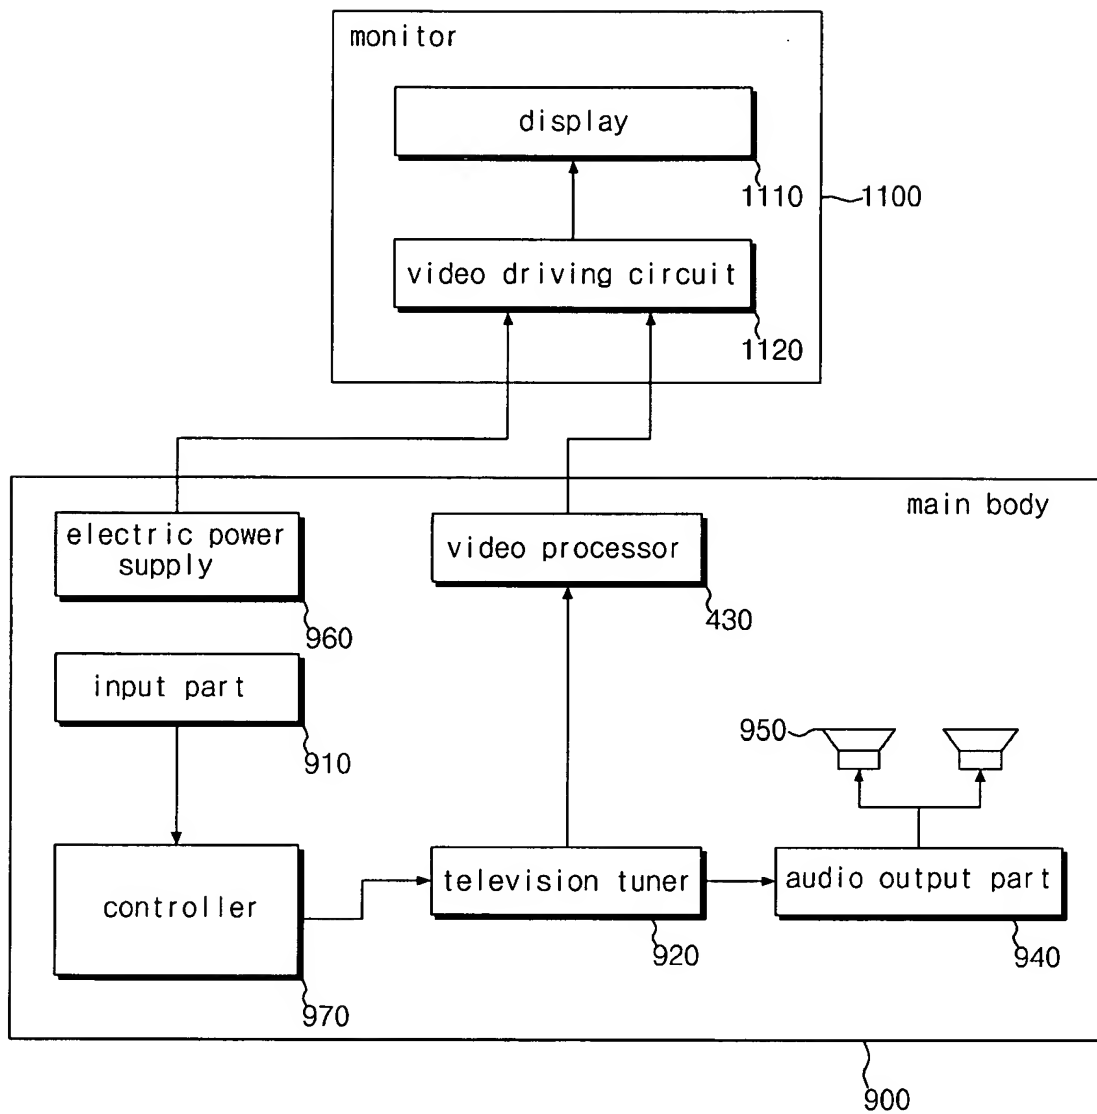 monitor
display
1110
1100
video driving circuit
1120
main body
electric power
supply
960
video processor
430
input part
910
950
controller
970
television tuner
920
audio output part
940
900